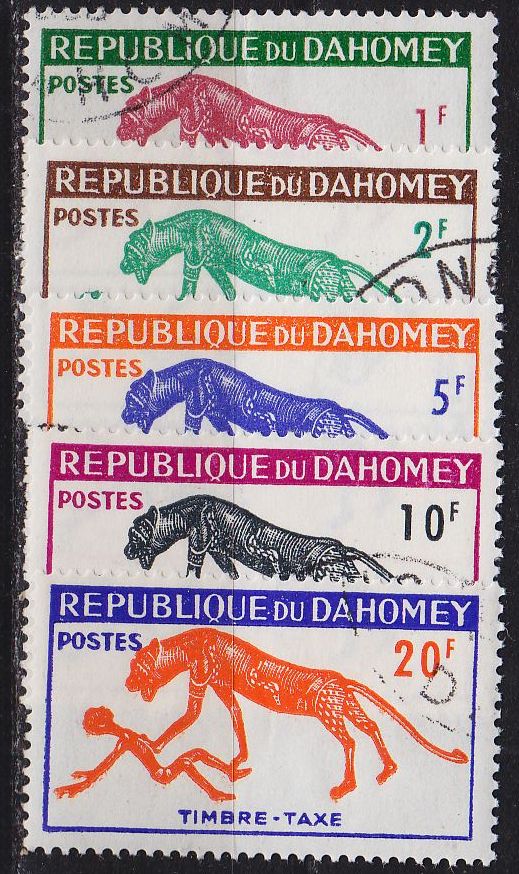 REPUBLIQUE DU DAHOMEY
POSTES
1F
REPUBLIQUE DU DAHOMEY
POSTES
2F
ONG
REPUBLIQUE DU DAHOMEY
POSTES
5F
REPUBLIQUE DU DAHOMEY
POSTES
10F
REPUBLIQUE DU DAHOMEY
POSTES
20F
TIMBRE-TAXE